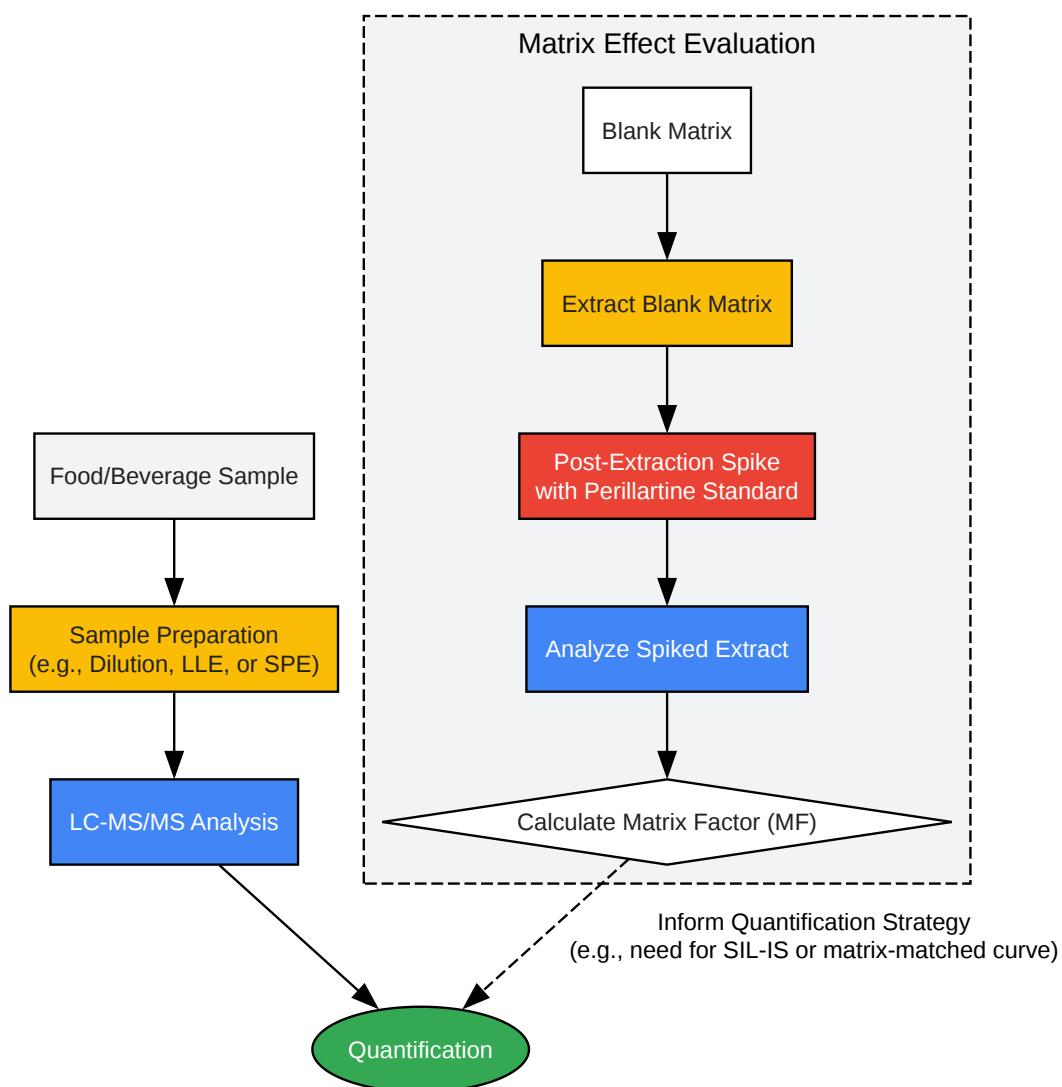 Matrix Effect Evaluation
Blank Matrix
Extract Blank Matrix
Post-Extraction Spike
with Perillartine Standard
Analyze Spiked Extract
Calculate Matrix Factor (MF)
Food/Beverage Sample
Sample Preparation
(e.g., Dilution, LLE, or SPE)
LC-MS/MS Analysis
Inform Quantification Strategy
(e.g., need for SIL-IS or matrix-matched curve)
Quantification